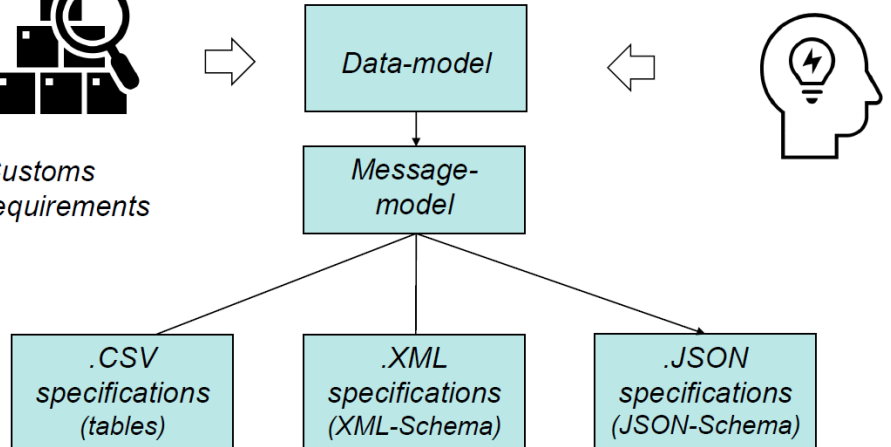 Data-model
Message-
model
ustoms
equirements
.CSV
specifications
(tables)
.XML
specifications
(XML-Schema)
.JSON
specifications
(JSON-Schema)